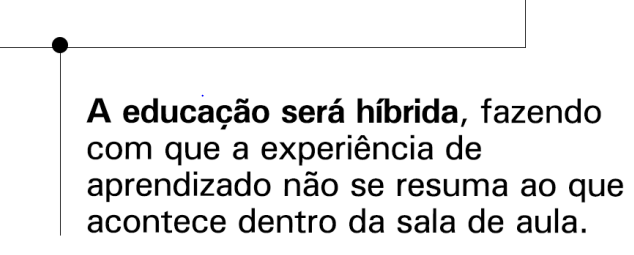 A educação será híbrida, fazendo
com que a experiência de
aprendizado não se resuma ao que
acontece dentro da sala de aula.